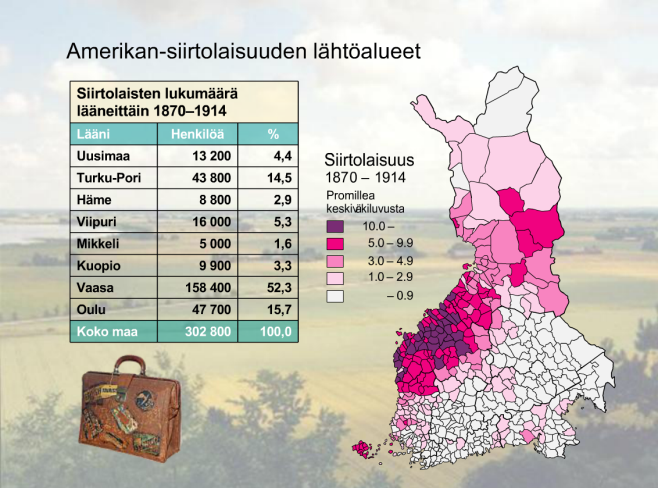 Amerikan-siirtolaisuuden lähtöalueet
Siirtolaisten lukumäärä
lääneittäin 1870–1914
Lääni Henkilöä %
Uusimaa 13 200 4,4
Turku-Pori 43 800 14,5
Häme 8 800 2,9
Viipuri 16 000 5,3
Mikkeli 5 000 1,6
Kuopio 9 900 3,3
Vaasa 158 400 52,3
Oulu 47 700 15,7
Koko maa 302 800 100,0
Siirtolaisuus
1870 – 1914
Promillea
keskiväkiluvusta
10.0 –
5.0 – 9.9
3.0 – 4.9
1.0 – 2.9
– 0.9